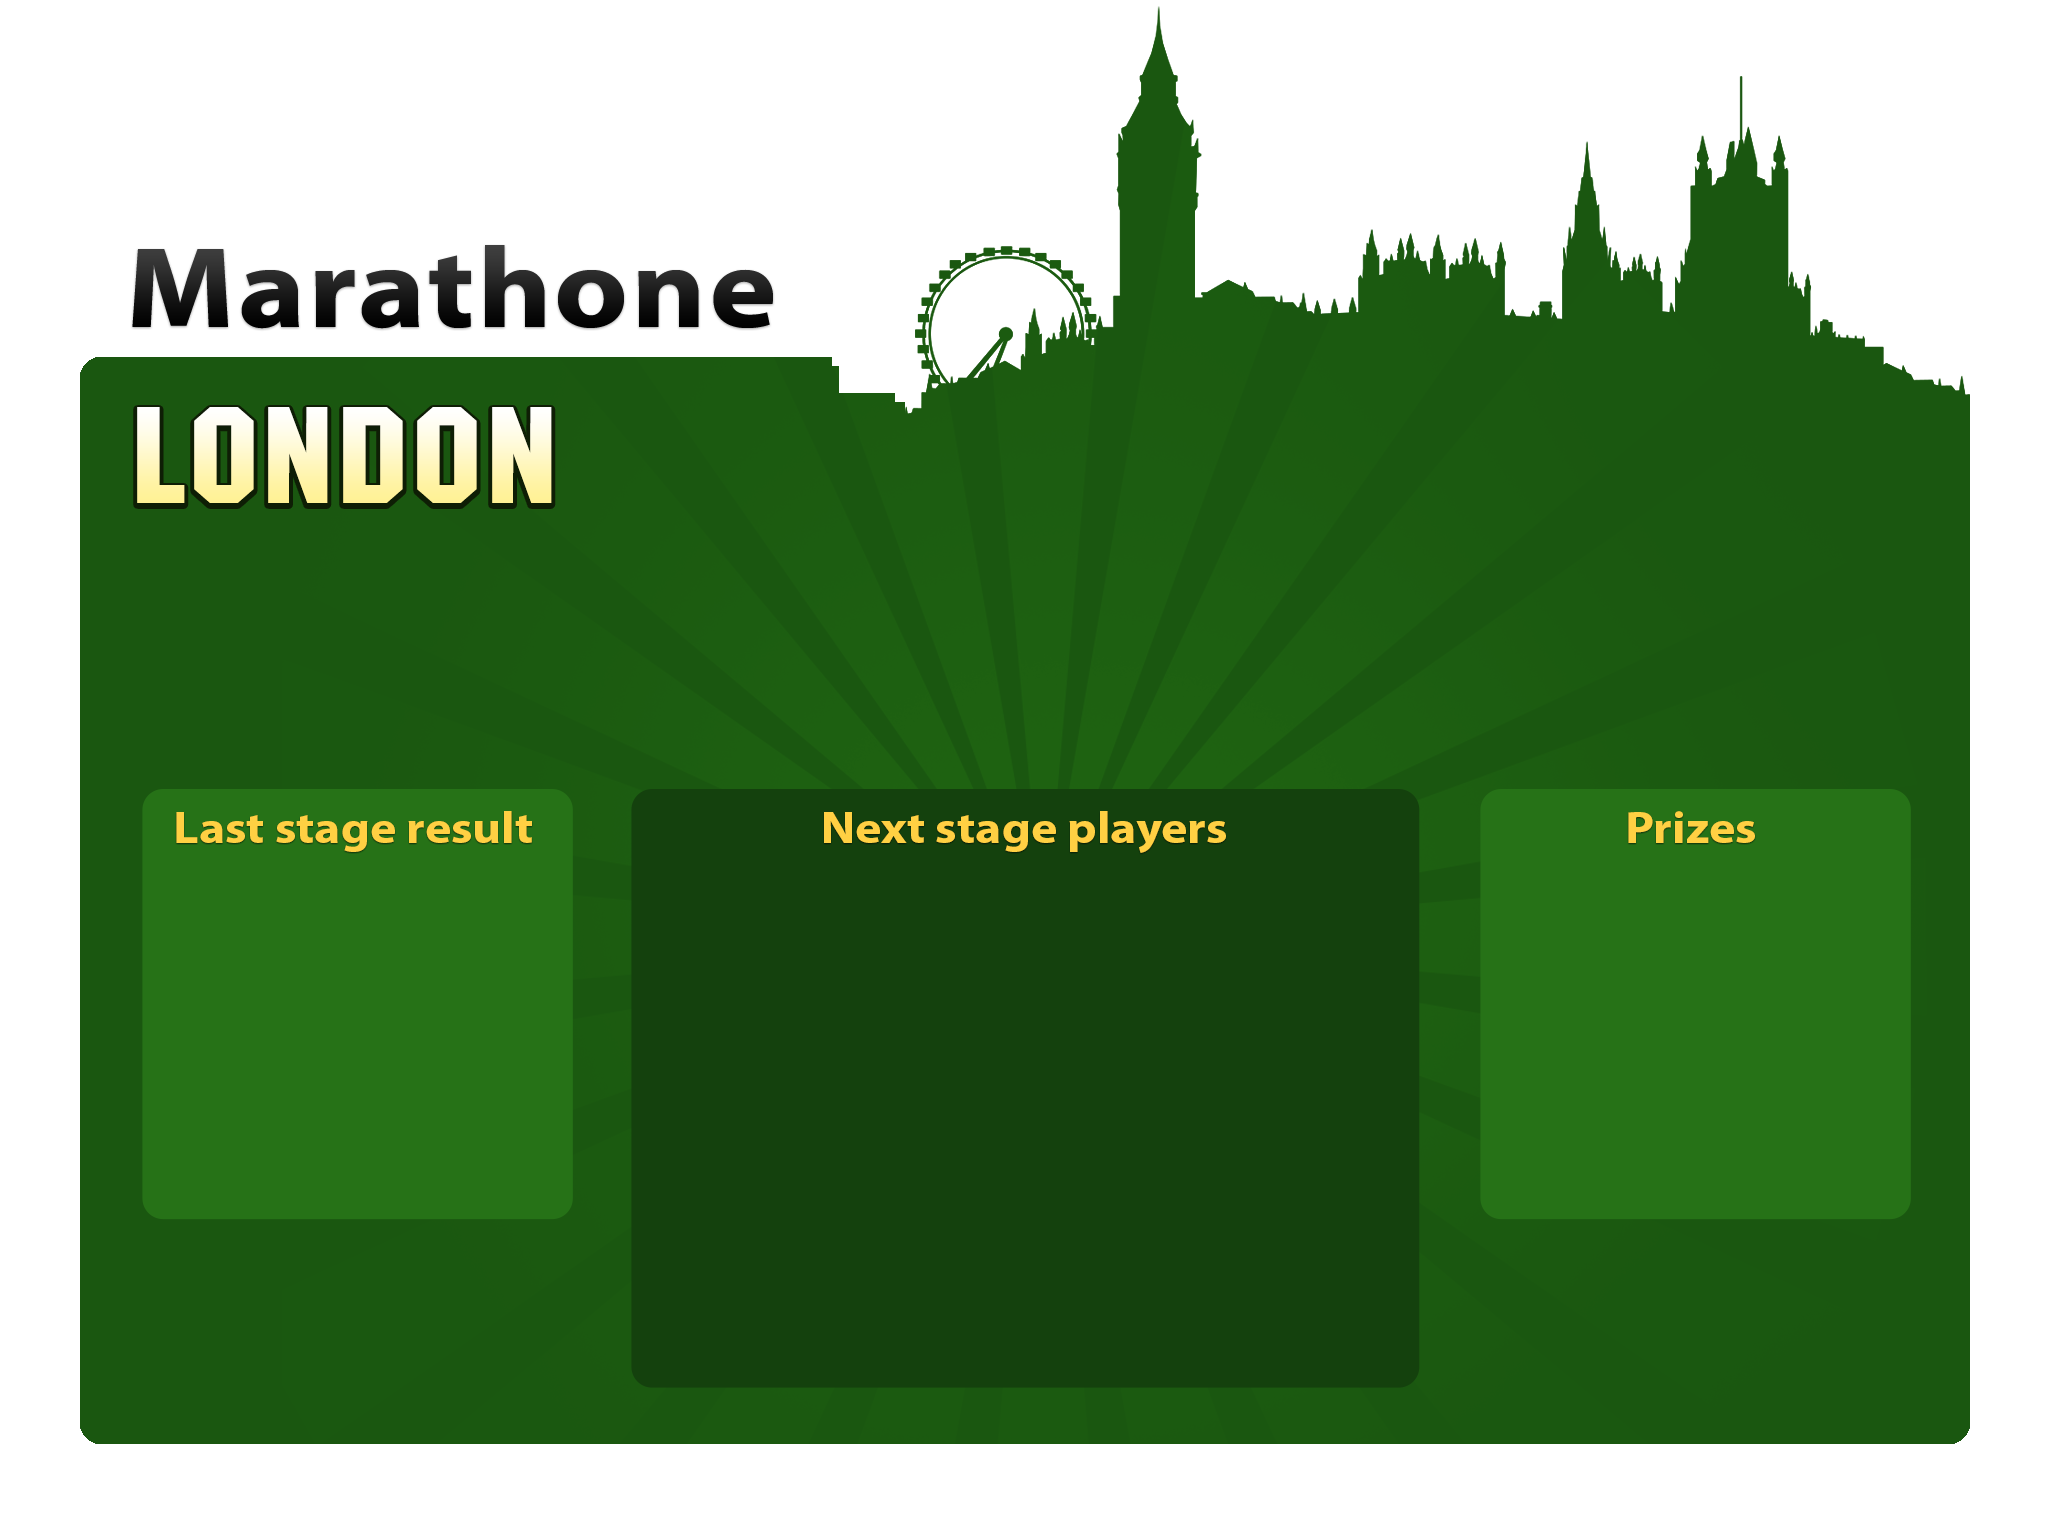 Marathone
LONDON
Last stage result
Next stage players
Prizes